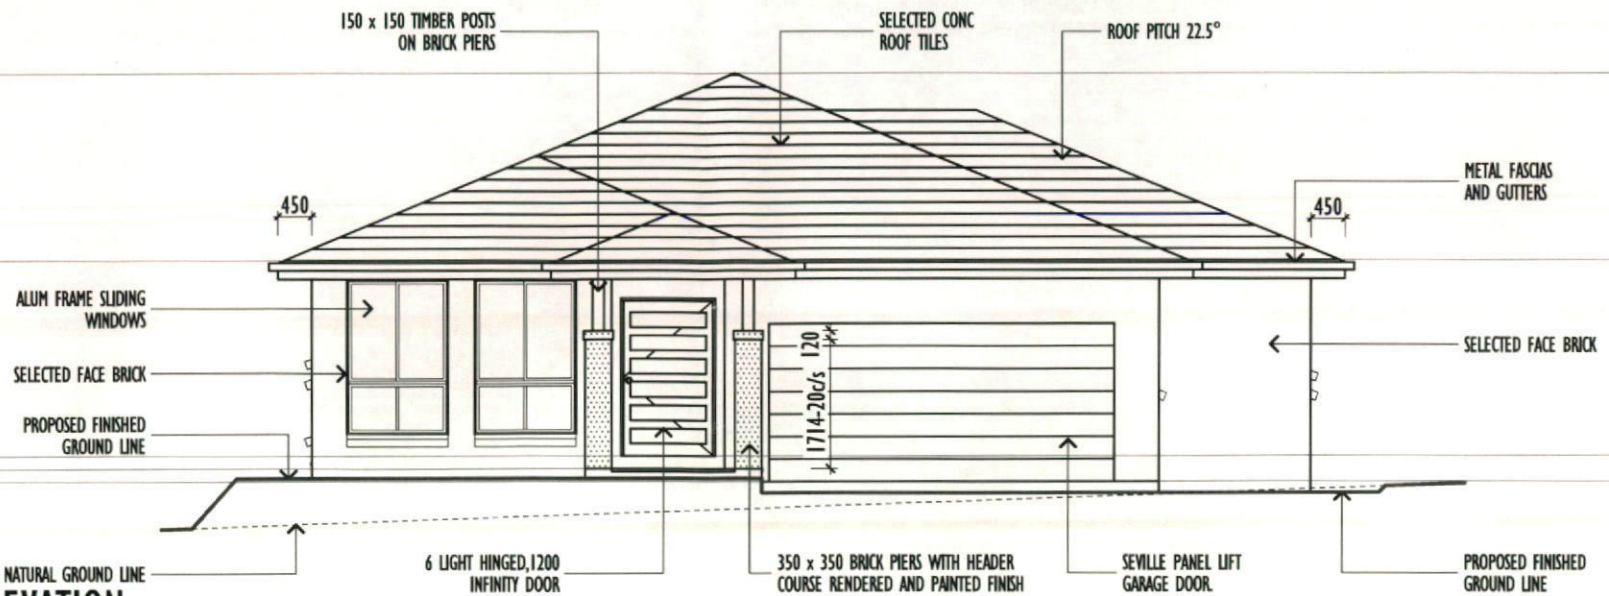 150 x 150 TIMBER POSTS
ON BRICK PIERS
SELECTED CONC
ROOF TILES
ROOF PITCH 22.5°
METAL FASCIAS
AND GUTTERS
450
450
ALUM FRAME SLIDING
WINDOWS
SELECTED FACE BRICK
SELECTED FACE BRICK
120
1714-20c/s
PROPOSED FINISHED
GROUND LINE
NATURAL GROUND LINE
6 LIGHT HINGED,1200
INFINITY DOOR
350 x 350 BRICK PIERS WITH HEADER
COURSE RENDERED AND PAINTED FINISH
SEVILLE PANEL LIFT
GARAGE DOOR
PROPOSED FINISHED
GROUND LINE